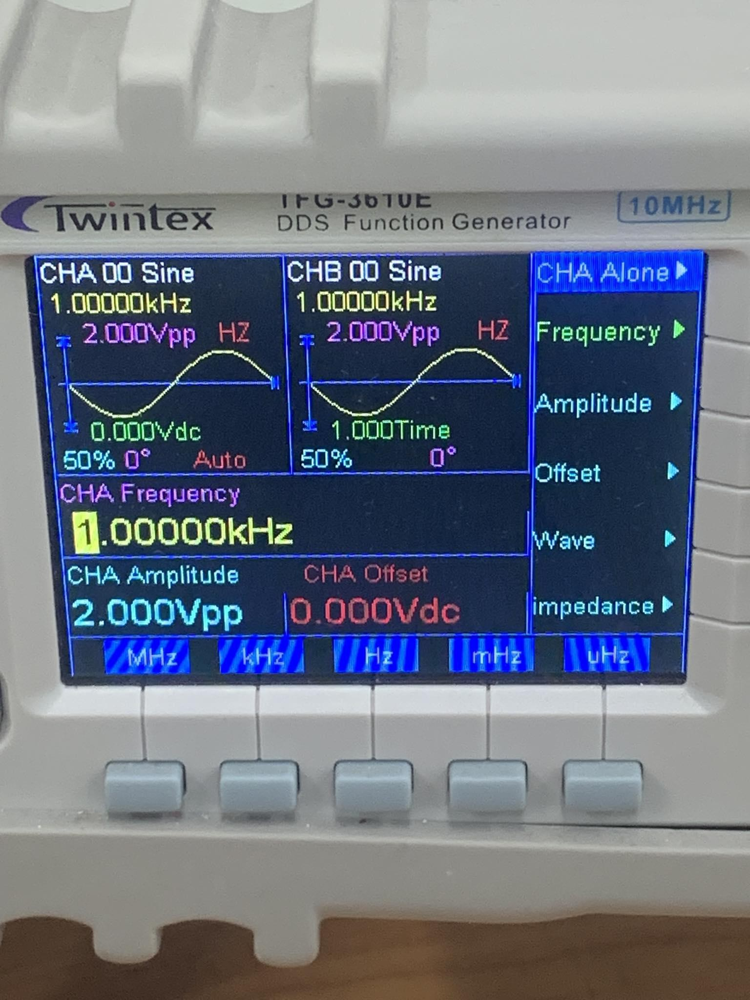 Twintex
TFG-3610E
DDS Function Generator
10MHz
CHA 00 Sine
1.00000kHz
2.000Vpp HZ
0.000Vdc
50% 0° Auto
CHB 00 Sine
1.00000kHz
2.000Vpp HZ
1.000Time
50% 0°
CHA Alone
Frequency
Amplitude
Offset
Wave
impedance
CHA Frequency
1.00000kHz
CHA Amplitude
2.000Vpp
CHA Offset
0.000Vdc
MHz kHz Hz mHz uHz